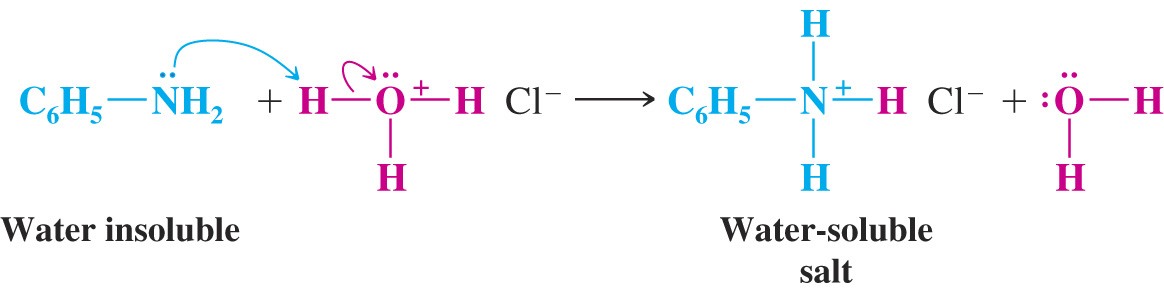 H
C₆H₅—N̈H₂ + H—Ö⁺—H Cl⁻ ⟶ C₆H₅—N⁺—H Cl⁻ + :Ö—H
H H H
Water insoluble Water-soluble
salt